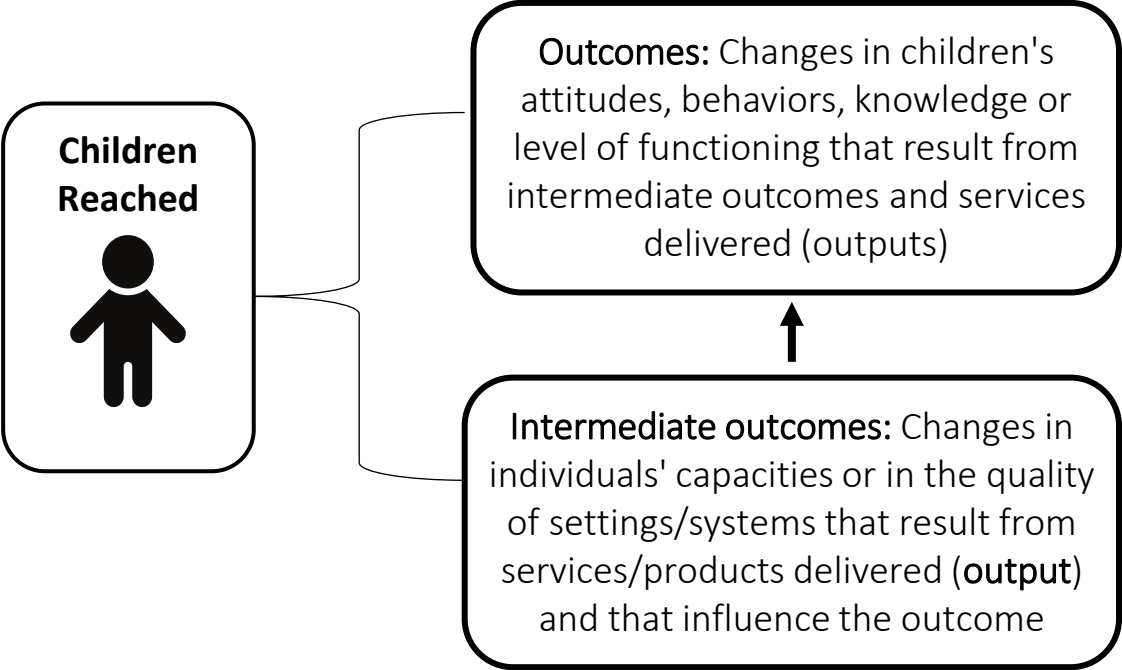 Children
Reached
Outcomes: Changes in children's
attitudes, behaviors, knowledge or
level of functioning that result from
intermediate outcomes and services
delivered (outputs)
Intermediate outcomes: Changes in
individuals' capacities or in the quality
of settings/systems that result from
services/products delivered (output)
and that influence the outcome